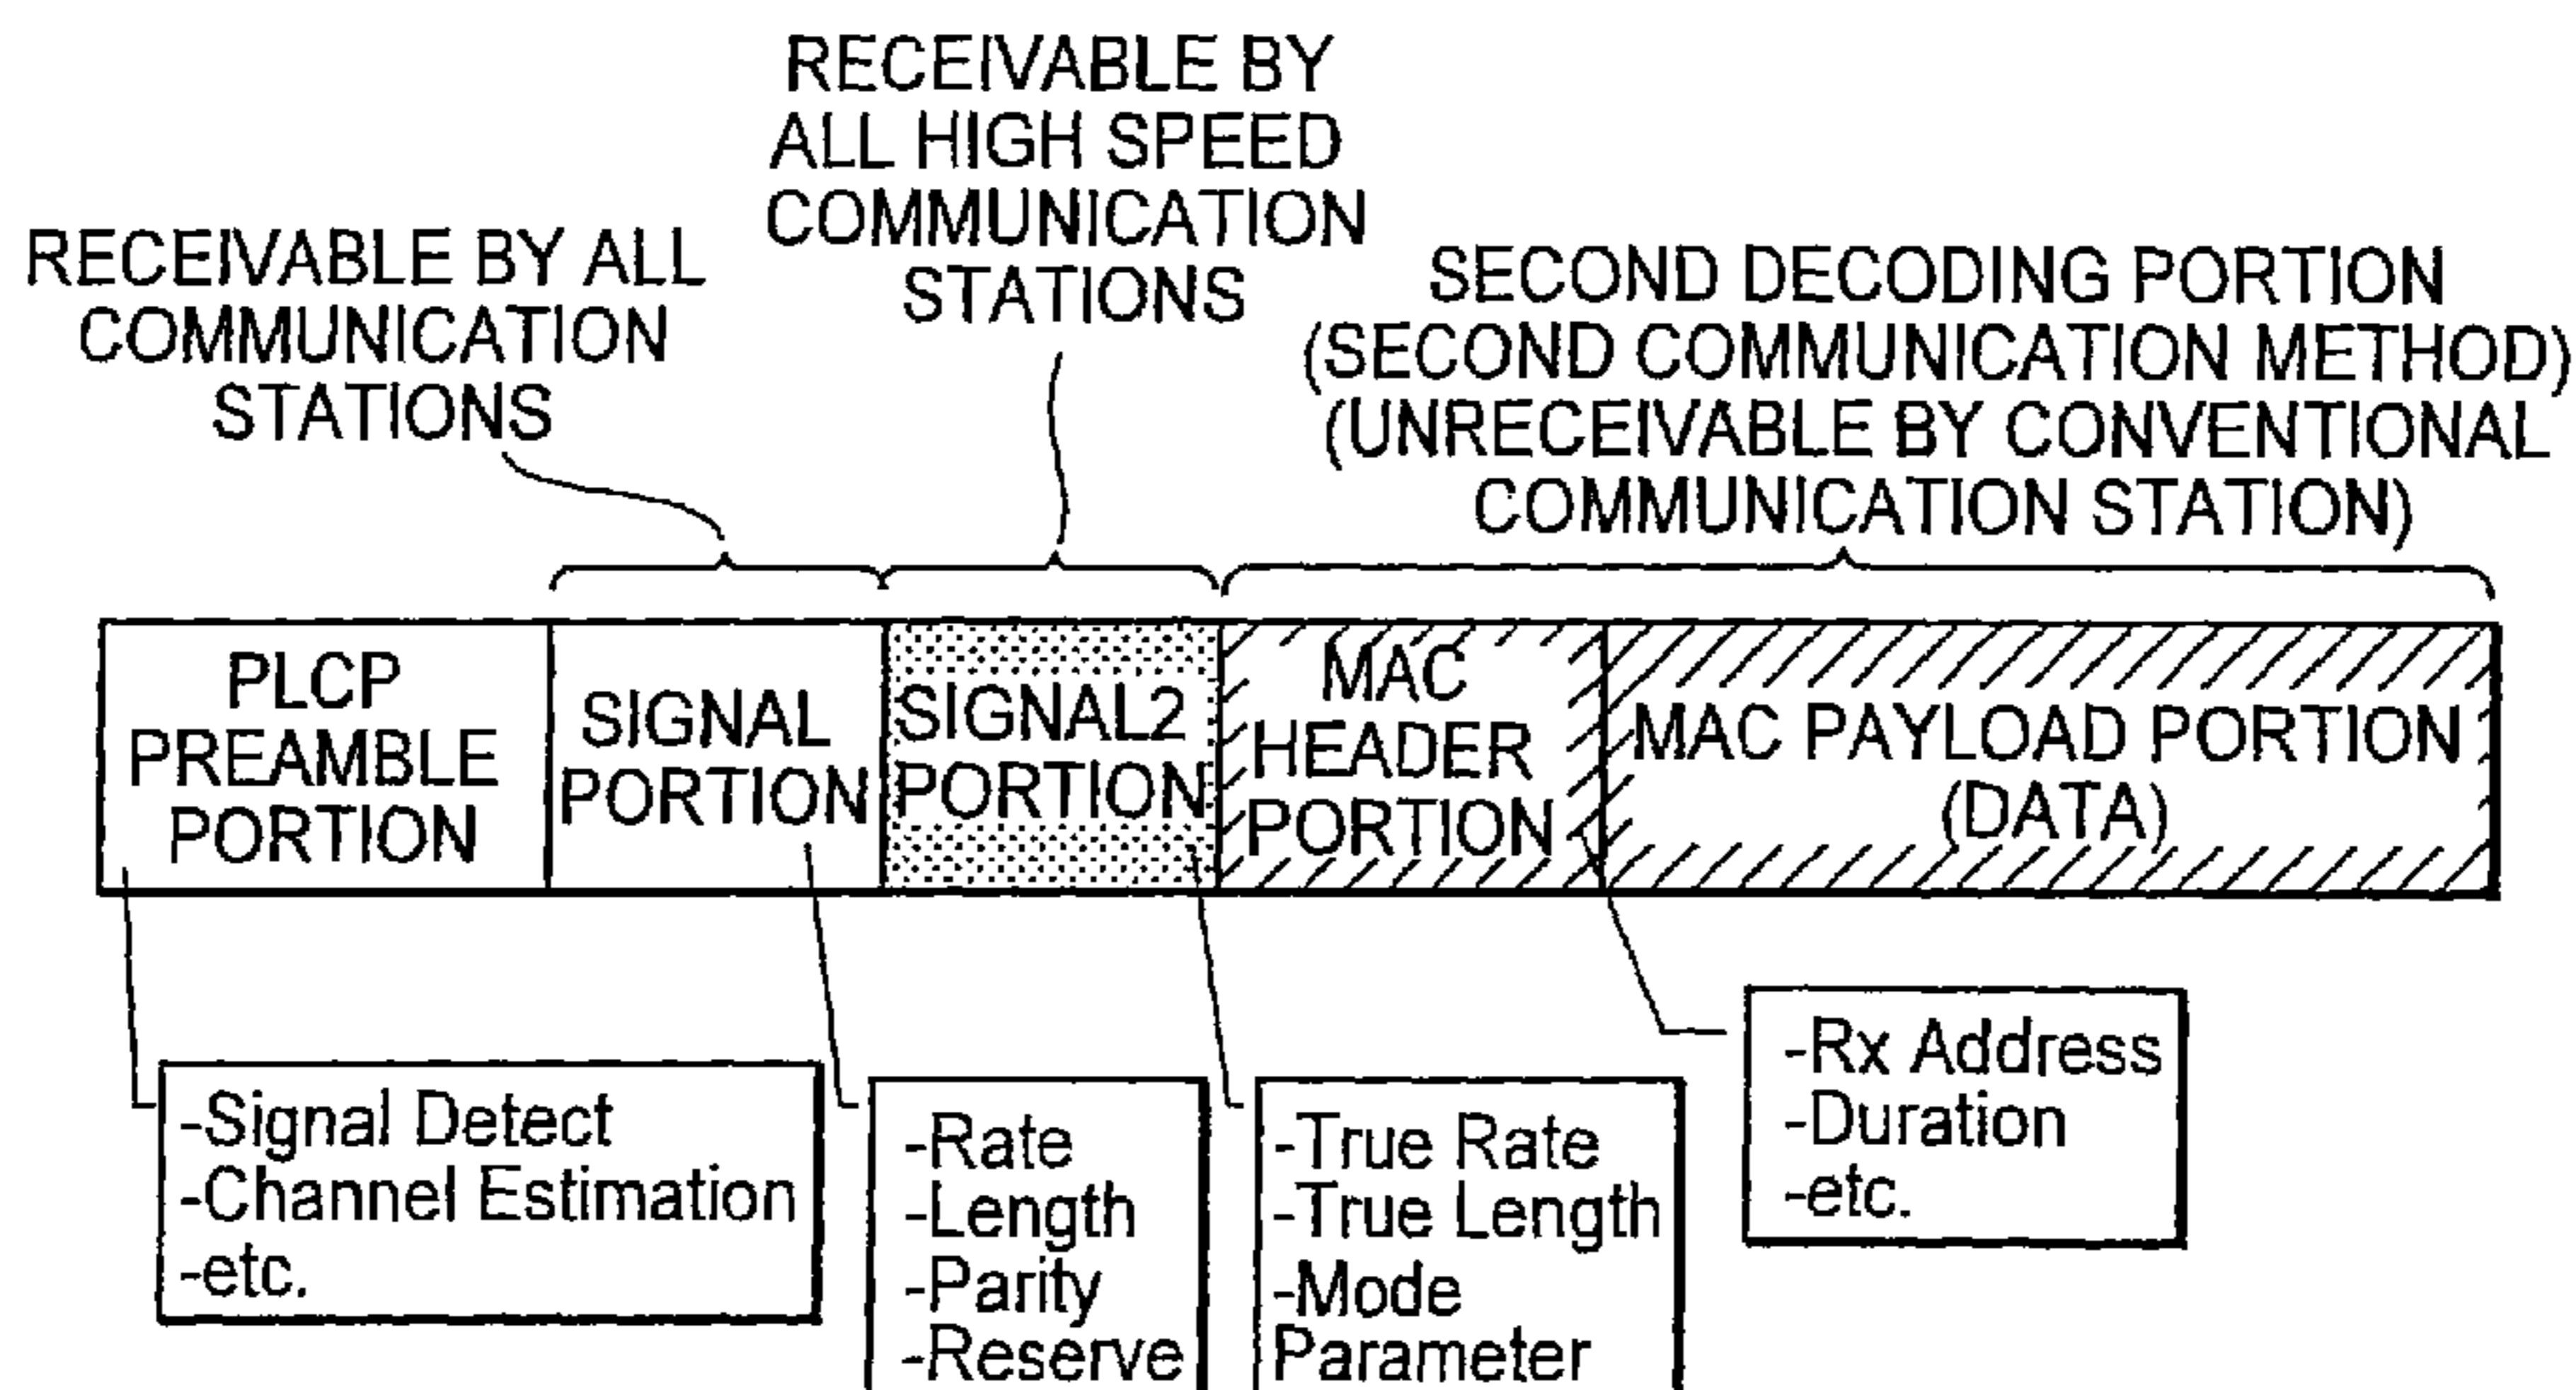 RECEIVABLE BY ALL
COMMUNICATION
STATIONS
RECEIVABLE BY
ALL HIGH SPEED
COMMUNICATION
STATIONS
SECOND DECODING PORTION
(SECOND COMMUNICATION METHOD)
(UNRECEIVABLE BY CONVENTIONAL
COMMUNICATION STATION)
PLCP
PREAMBLE
PORTION
SIGNAL
PORTION
SIGNAL2
PORTION
MAC
HEADER
PORTION
MAC PAYLOAD PORTION
(DATA)
-Signal Detect
-Channel Estimation
-etc.
-Rate
-Length
-Parity
-Reserve
-True Rate
-True Length
-Mode
Parameter
-Rx Address
-Duration
-etc.